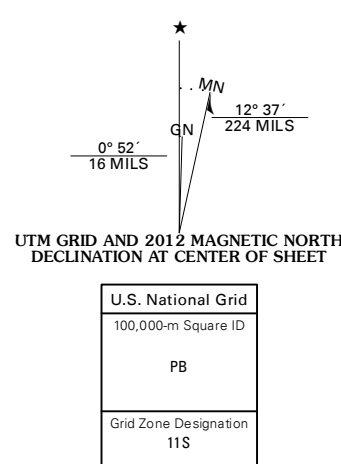 ★
MN
12° 37´
224 MILS
GN
0° 52´
16 MILS
UTM GRID AND 2012 MAGNETIC NORTH
DECLINATION AT CENTER OF SHEET
U.S. National Grid
100,000-m Square ID
PB
Grid Zone Designation
11S